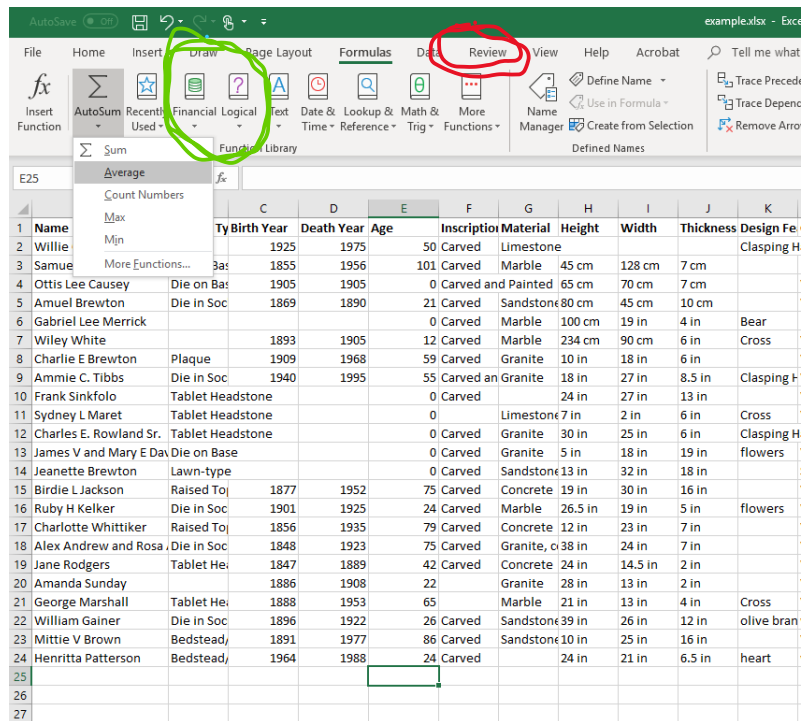 AutoSave Off example.xlsx - Exce
File Home Insert Draw Page Layout Formulas Data Review View Help Acrobat Tell me what
fx Σ ? A θ Define Name Trace Precede
Insert AutoSum Recently Financial Logical Text Date & Lookup & Math & More Name Use in Formula Trace Depend
Function Used Time Reference Trig Functions Manager Create from Selection Remove Arro
Function Library Defined Names
Σ Sum
E25 Average fx
Count Numbers
Max
Min
More Functions...
C D E F G H I J K
1 Name Ty Birth Year Death Year Age Inscription Material Height Width Thickness Design Fea
2 Willie 1925 1975 50 Carved Limestone Clasping H
3 Samue Bas 1855 1956 101 Carved Marble 45 cm 128 cm 7 cm
4 Ottis Lee Causey Die on Bas 1905 1905 0 Carved and Painted 65 cm 70 cm 7 cm
5 Amuel Brewton Die in Soc 1869 1890 21 Carved Sandstone 80 cm 45 cm 10 cm
6 Gabriel Lee Merrick 0 Carved Marble 100 cm 19 in 4 in Bear
7 Wiley White 1893 1905 12 Carved Marble 234 cm 90 cm 6 in Cross
8 Charlie E Brewton Plaque 1909 1968 59 Carved Granite 10 in 18 in 6 in
9 Ammie C. Tibbs Die in Soc 1940 1995 55 Carved an Granite 18 in 27 in 8.5 in Clasping H
10 Frank Sinkfolo Tablet Headstone 0 Carved 24 in 27 in 13 in
11 Sydney L Maret Tablet Headstone 0 Limestone 7 in 2 in 6 in Cross
12 Charles E. Rowland Sr. Tablet Headstone 0 Carved Granite 30 in 25 in 6 in Clasping H
13 James V and Mary E Dav Die on Base 0 Carved Granite 5 in 18 in 19 in flowers
14 Jeanette Brewton Lawn-type 0 Carved Sandstone 13 in 32 in 18 in
15 Birdie L Jackson Raised Top 1877 1952 75 Carved Concrete 19 in 30 in 16 in
16 Ruby H Kelker Die in Soc 1901 1925 24 Carved Marble 26.5 in 19 in 5 in flowers
17 Charlotte Whittiker Raised Top 1856 1935 79 Carved Concrete 12 in 23 in 7 in
18 Alex Andrew and Rosa Die in Soc 1848 1923 75 Carved Granite, c 38 in 24 in 7 in
19 Jane Rodgers Tablet Hea 1847 1889 42 Carved Concrete 24 in 14.5 in 2 in
20 Amanda Sunday 1886 1908 22 Granite 28 in 13 in 2 in
21 George Marshall Tablet Hea 1888 1953 65 Marble 21 in 13 in 4 in Cross
22 William Gainer Die in Soc 1896 1922 26 Carved Sandstone 39 in 26 in 12 in olive bran
23 Mittie V Brown Bedstead/ 1891 1977 86 Carved Sandstone 10 in 25 in 16 in
24 Henritta Patterson Bedstead/ 1964 1988 24 Carved 24 in 21 in 6.5 in heart
25
26
27